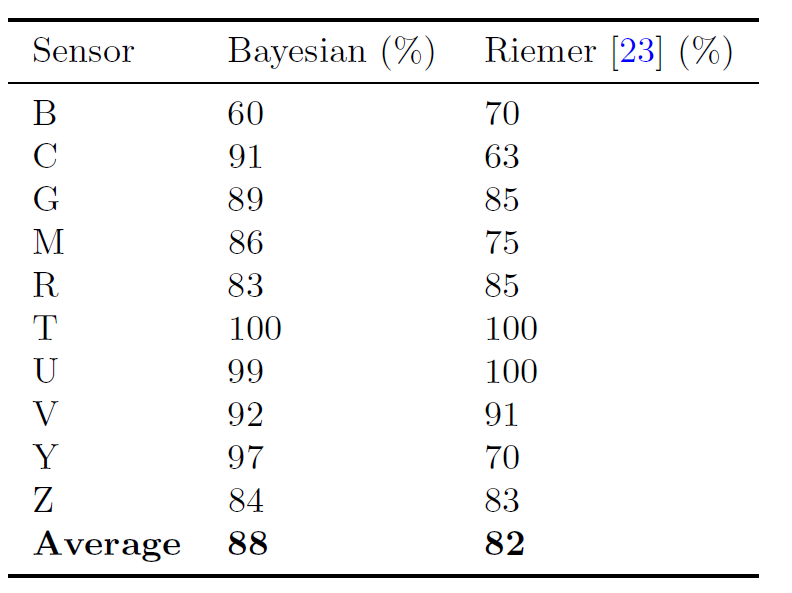 Sensor Bayesian (%) Riemer [23] (%)
B 60 70
C 91 63
G 89 85
M 86 75
R 83 85
T 100 100
U 99 100
V 92 91
Y 97 70
Z 84 83
Average 88 82